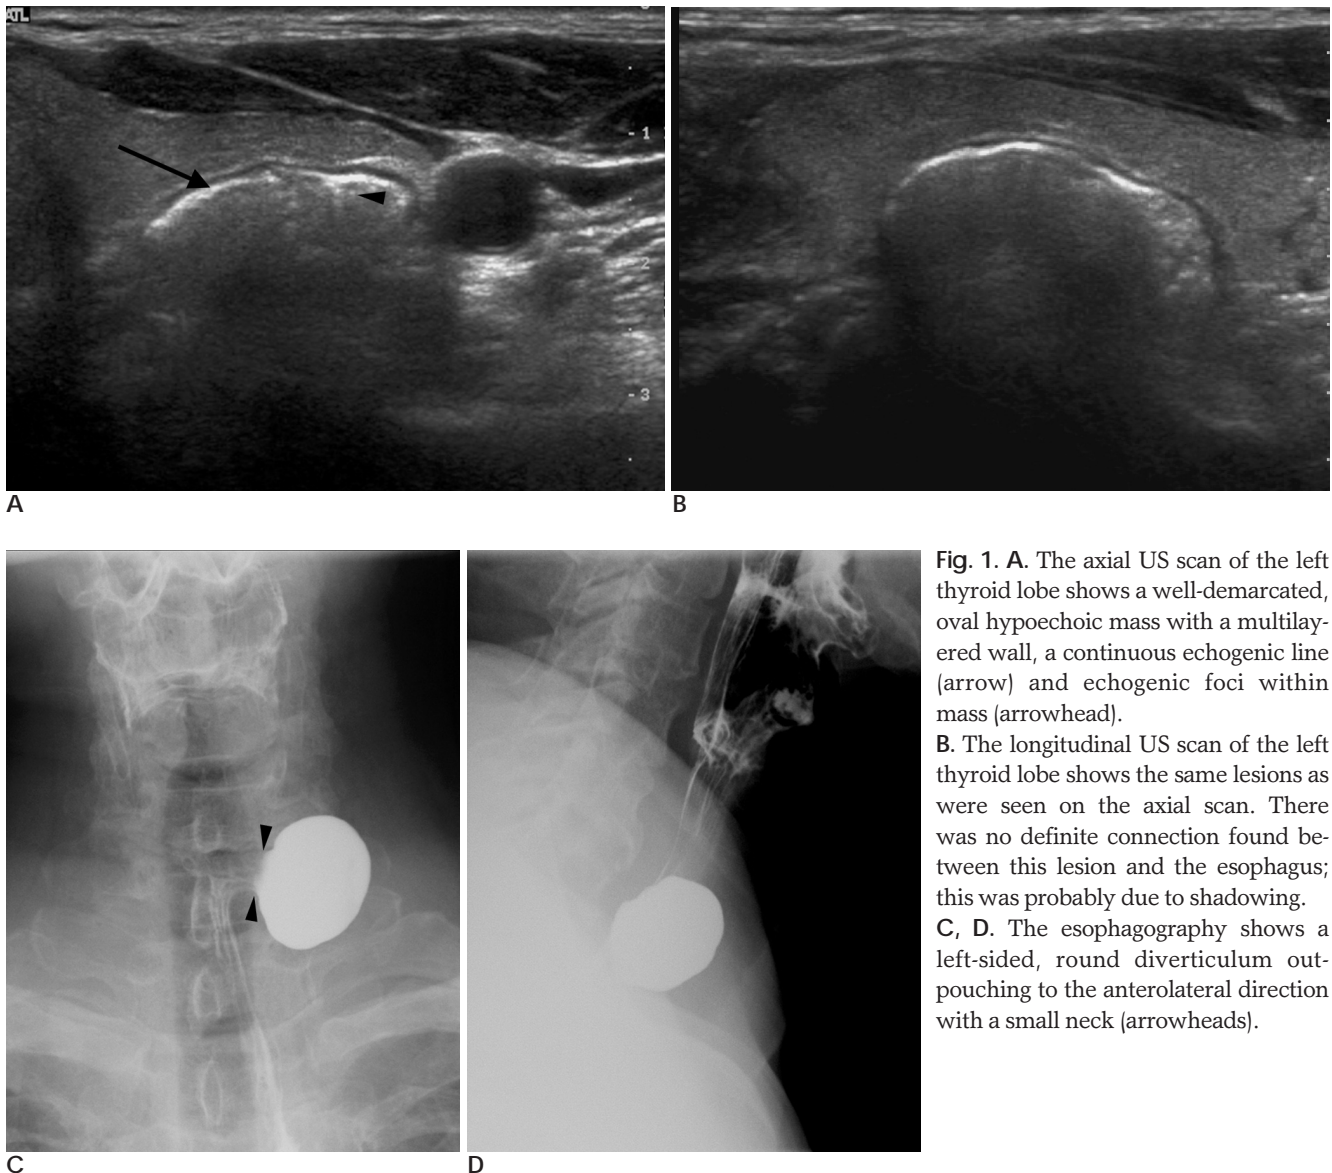 ATL
- 1
- 2
- 3
A
B
Fig. 1. A. The axial US scan of the left
thyroid lobe shows a well-demarcated,
oval hypoechoic mass with a multilay-
ered wall, a continuous echogenic line
(arrow) and echogenic foci within
mass (arrowhead).
B. The longitudinal US scan of the left
thyroid lobe shows the same lesions as
were seen on the axial scan. There
was no definite connection found be-
tween this lesion and the esophagus;
this was probably due to shadowing.
C, D. The esophagography shows a
left-sided, round diverticulum out-
pouching to the anterolateral direction
with a small neck (arrowheads).
C
D